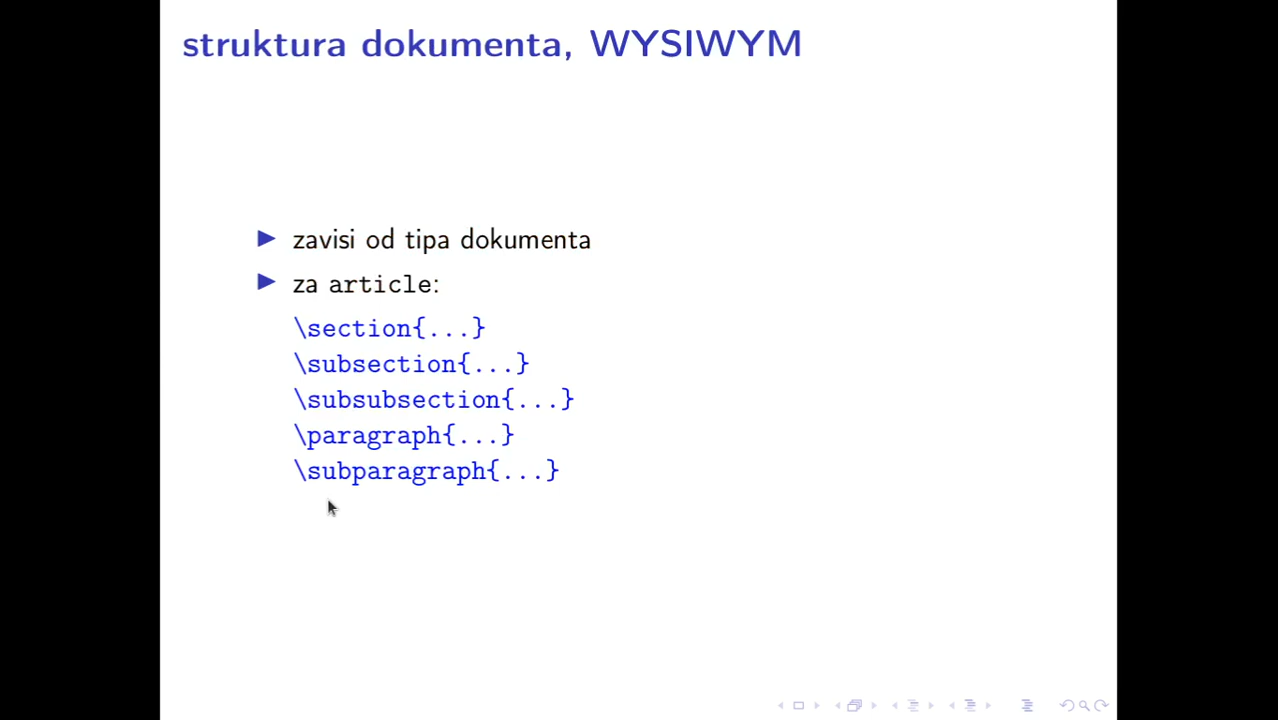 struktura dokumenta, WYSIWYM
zavisi od tipa dokumenta
za article:
\section{...}
\subsection{...}
\subsubsection{...}
\paragraph{...}
\subparagraph{...}